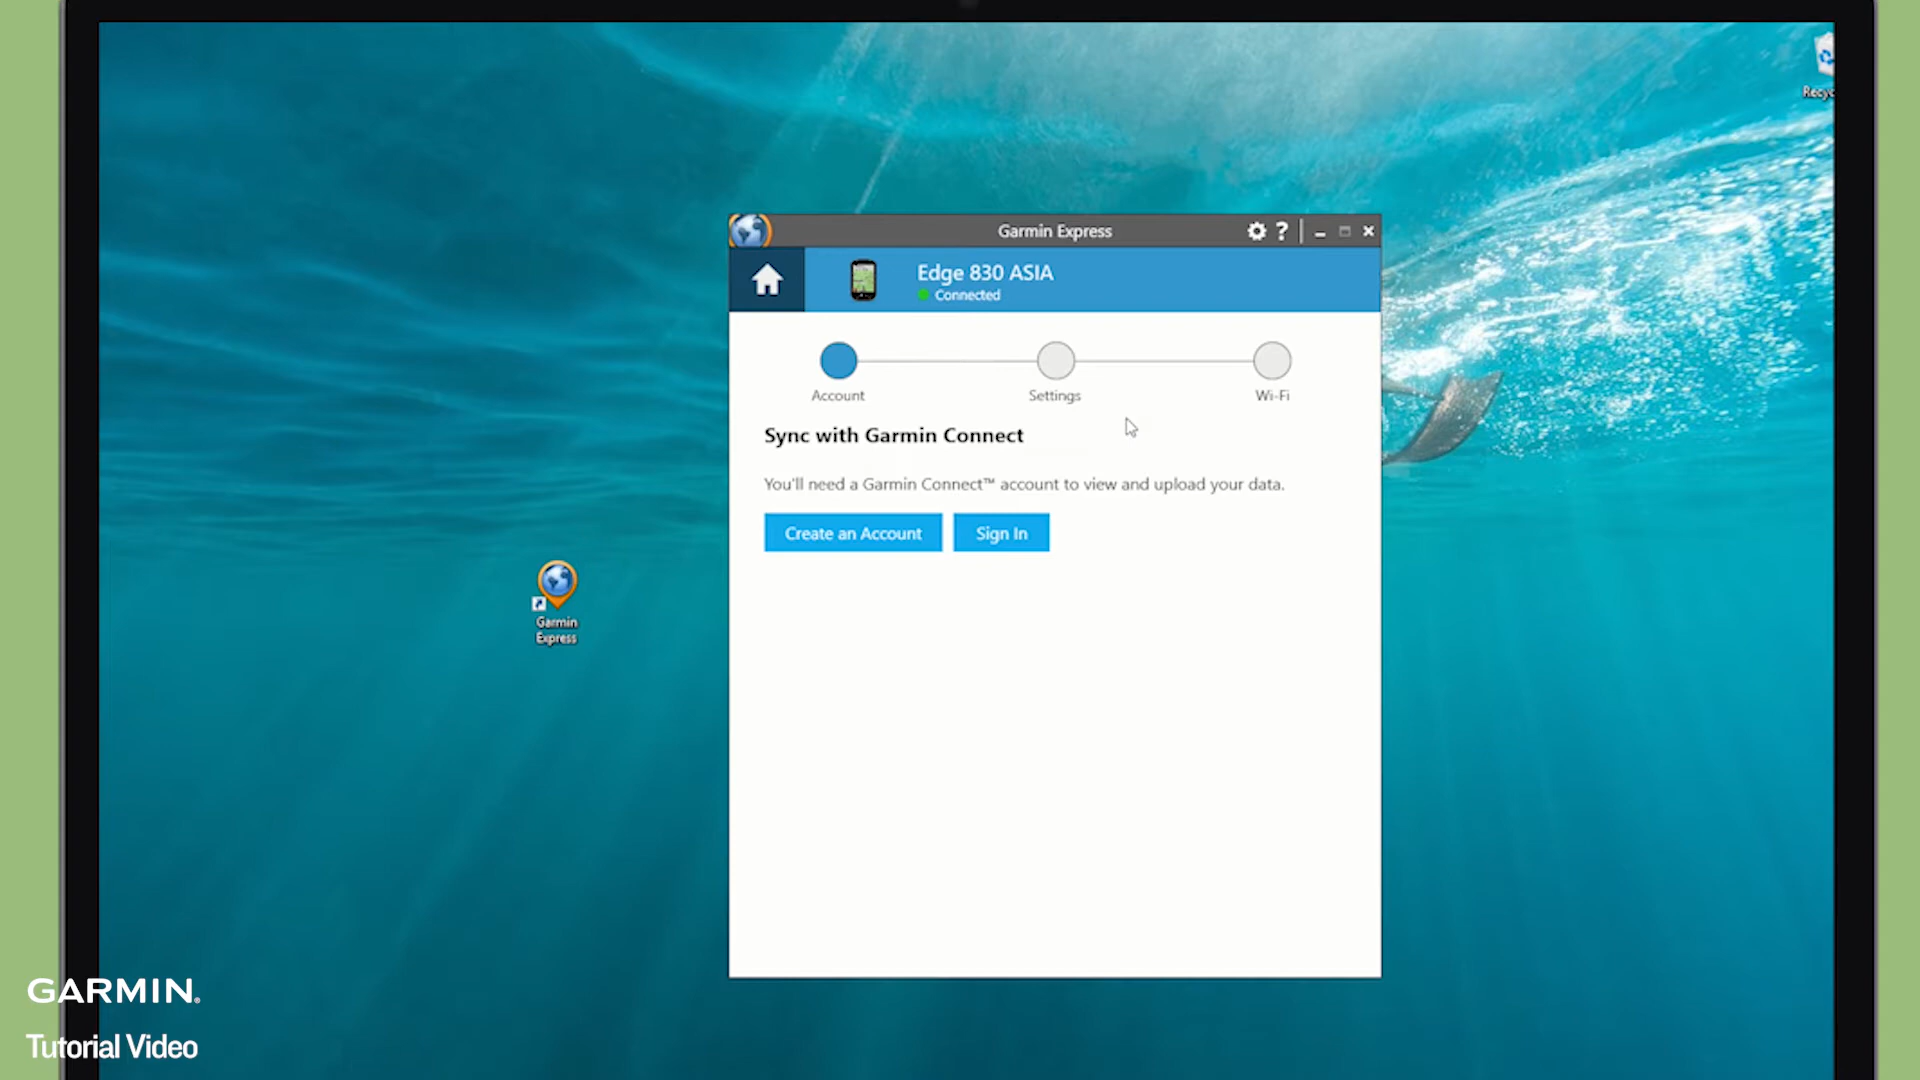 Recyc
Garmin Express
?
Edge 830 ASIA
Connected
Account
Settings
Wi-Fi
Sync with Garmin Connect
You'll need a Garmin Connect™ account to view and upload your data.
Create an Account
Sign In
Garmin
Express
GARMIN®
Tutorial Video